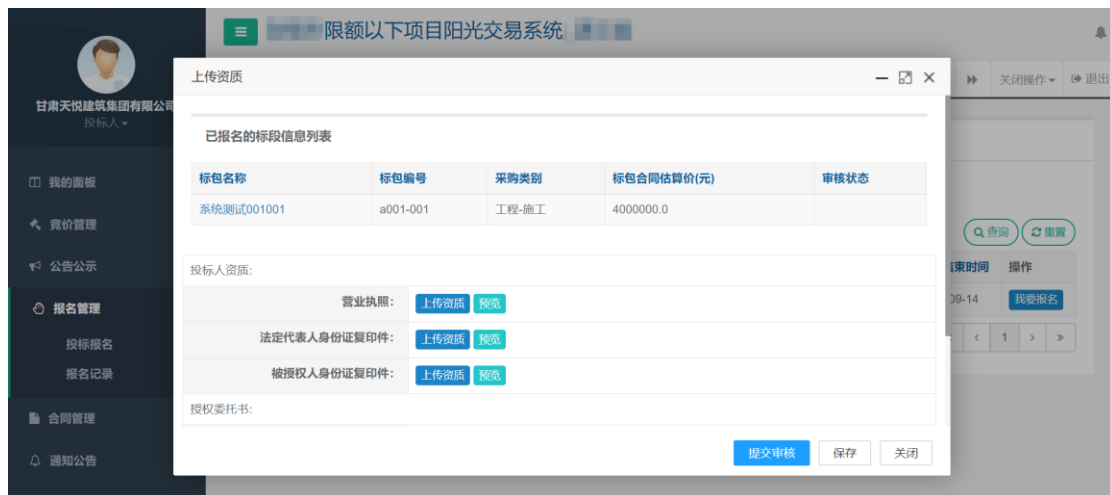 限额以下项目阳光交易系统
上传资质
关闭操作
退出
甘肃天悦建筑集团有限公司
投标人
已报名的标段信息列表
标包名称 标包编号 采购类别 标包合同估算价(元) 审核状态
系统测试001001 a001-001 工程-施工 4000000.0
我的面板
竞价管理
公告公示
报名管理
投标报名
报名记录
合同管理
通知公告
查询 重置
束时间 操作
09-14 我要报名
1
投标人资质:
营业执照: 上传资质 预览
法定代表人身份证复印件: 上传资质 预览
被授权人身份证复印件: 上传资质 预览
授权委托书:
提交审核 保存 关闭